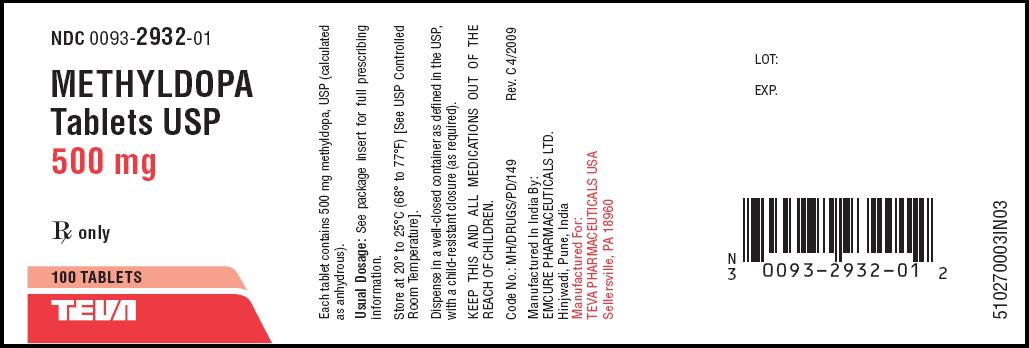 NDC 0093-2932-01
METHYLDOPA
Tablets USP
500 mg
Rx only
100 TABLETS
TEVA
Each tablet contains 500 mg methyldopa, USP (calculated
as anhydrous).
Usual Dosage: See package insert for full prescribing
information.
Store at 20° to 25°C (68° to 77°F) [See USP Controlled
Room Temperature].
Dispense in a well-closed container as defined in the USP,
with a child-resistant closure (as required).
KEEP THIS AND ALL MEDICATIONS OUT OF THE
REACH OF CHILDREN.
Code No.: MH/DRUGS/PD/149 Rev. C 4/2009
Manufactured In India By:
EMCURE PHARMACEUTICALS LTD.
Hinjwadi, Pune, India
Manufactured For:
TEVA PHARMACEUTICALS USA
Sellersville, PA 18960
LOT:
EXP.
N
3 0093-2932-01 2
510270003IN03